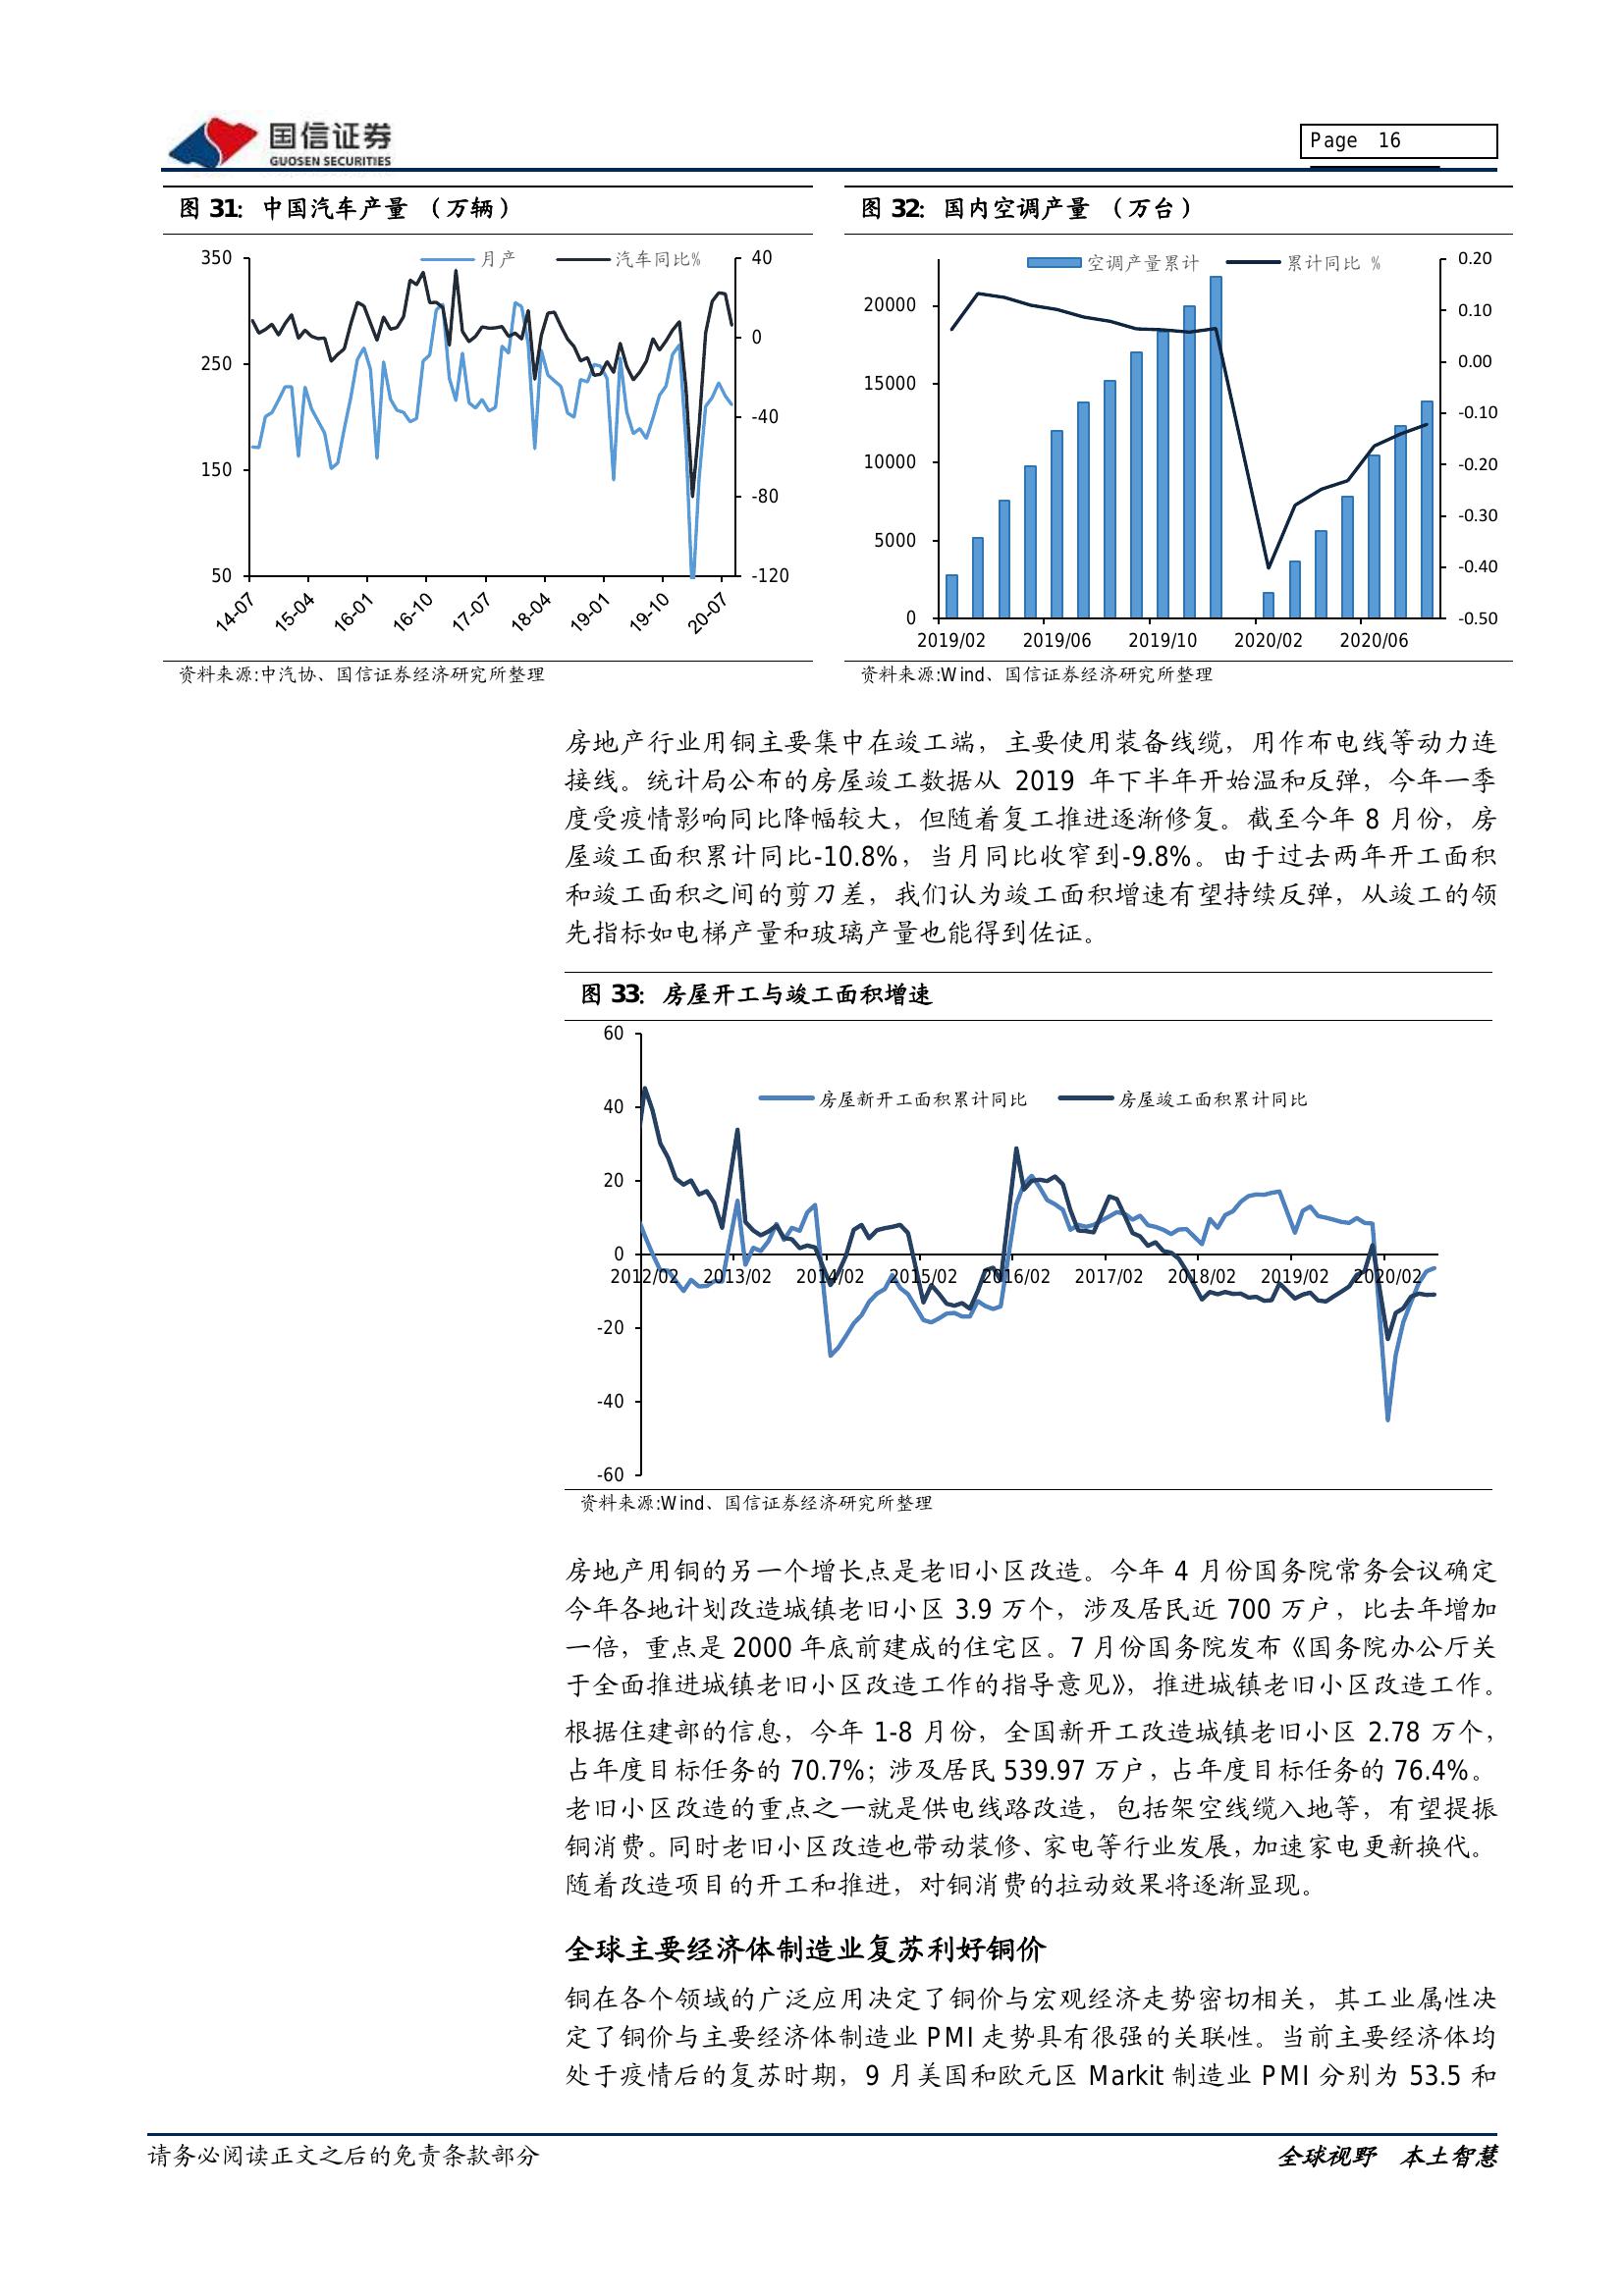 国信证券
GUOSEN SECURITIES
Page 16
图 31: 中国汽车产量 （万辆）
月产
汽车同比%
350
250
150
50
40
0
-40
-80
-120
14-07
15-04
16-01
16-10
17-07
18-04
19-01
19-10
20-07
资料来源:中汽协、国信证券经济研究所整理
图 32: 国内空调产量 （万台）
空调产量累计
累计同比 %
20000
15000
10000
5000
0
0.20
0.10
0.00
-0.10
-0.20
-0.30
-0.40
-0.50
2019/02
2019/06
2019/10
2020/02
2020/06
资料来源:Wind、国信证券经济研究所整理
房地产行业用铜主要集中在竣工端，主要使用装备线缆，用作布电线等动力连
接线。统计局公布的房屋竣工数据从 2019 年下半年开始温和反弹，今年一季
度受疫情影响同比降幅较大，但随着复工推进逐渐修复。截至今年 8 月份，房
屋竣工面积累计同比-10.8%，当月同比收窄到-9.8%。由于过去两年开工面积
和竣工面积之间的剪刀差，我们认为竣工面积增速有望持续反弹，从竣工的领
先指标如电梯产量和玻璃产量也能得到佐证。
图 33: 房屋开工与竣工面积增速
60
40
20
0
-20
-40
-60
房屋新开工面积累计同比
房屋竣工面积累计同比
2012/02
2013/02
2014/02
2015/02
2016/02
2017/02
2018/02
2019/02
2020/02
资料来源:Wind、国信证券经济研究所整理
房地产用铜的另一个增长点是老旧小区改造。今年 4 月份国务院常务会议确定
今年各地计划改造城镇老旧小区 3.9 万个，涉及居民近 700 万户，比去年增加
一倍，重点是 2000 年底前建成的住宅区。7 月份国务院发布《国务院办公厅关
于全面推进城镇老旧小区改造工作的指导意见》，推进城镇老旧小区改造工作。
根据住建部的信息，今年 1-8 月份，全国新开工改造城镇老旧小区 2.78 万个，
占年度目标任务的 70.7%；涉及居民 539.97 万户，占年度目标任务的 76.4%。
老旧小区改造的重点之一就是供电线路改造，包括架空线缆入地等，有望提振
铜消费。同时老旧小区改造也带动装修、家电等行业发展，加速家电更新换代。
随着改造项目的开工和推进，对铜消费的拉动效果将逐渐显现。
全球主要经济体制造业复苏利好铜价
铜在各个领域的广泛应用决定了铜价与宏观经济走势密切相关，其工业属性决
定了铜价与主要经济体制造业 PMI 走势具有很强的关联性。当前主要经济体均
处于疫情后的复苏时期，9 月美国和欧元区 Markit 制造业 PMI 分别为 53.5 和
请务必阅读正文之后的免责条款部分
全球视野 本土智慧